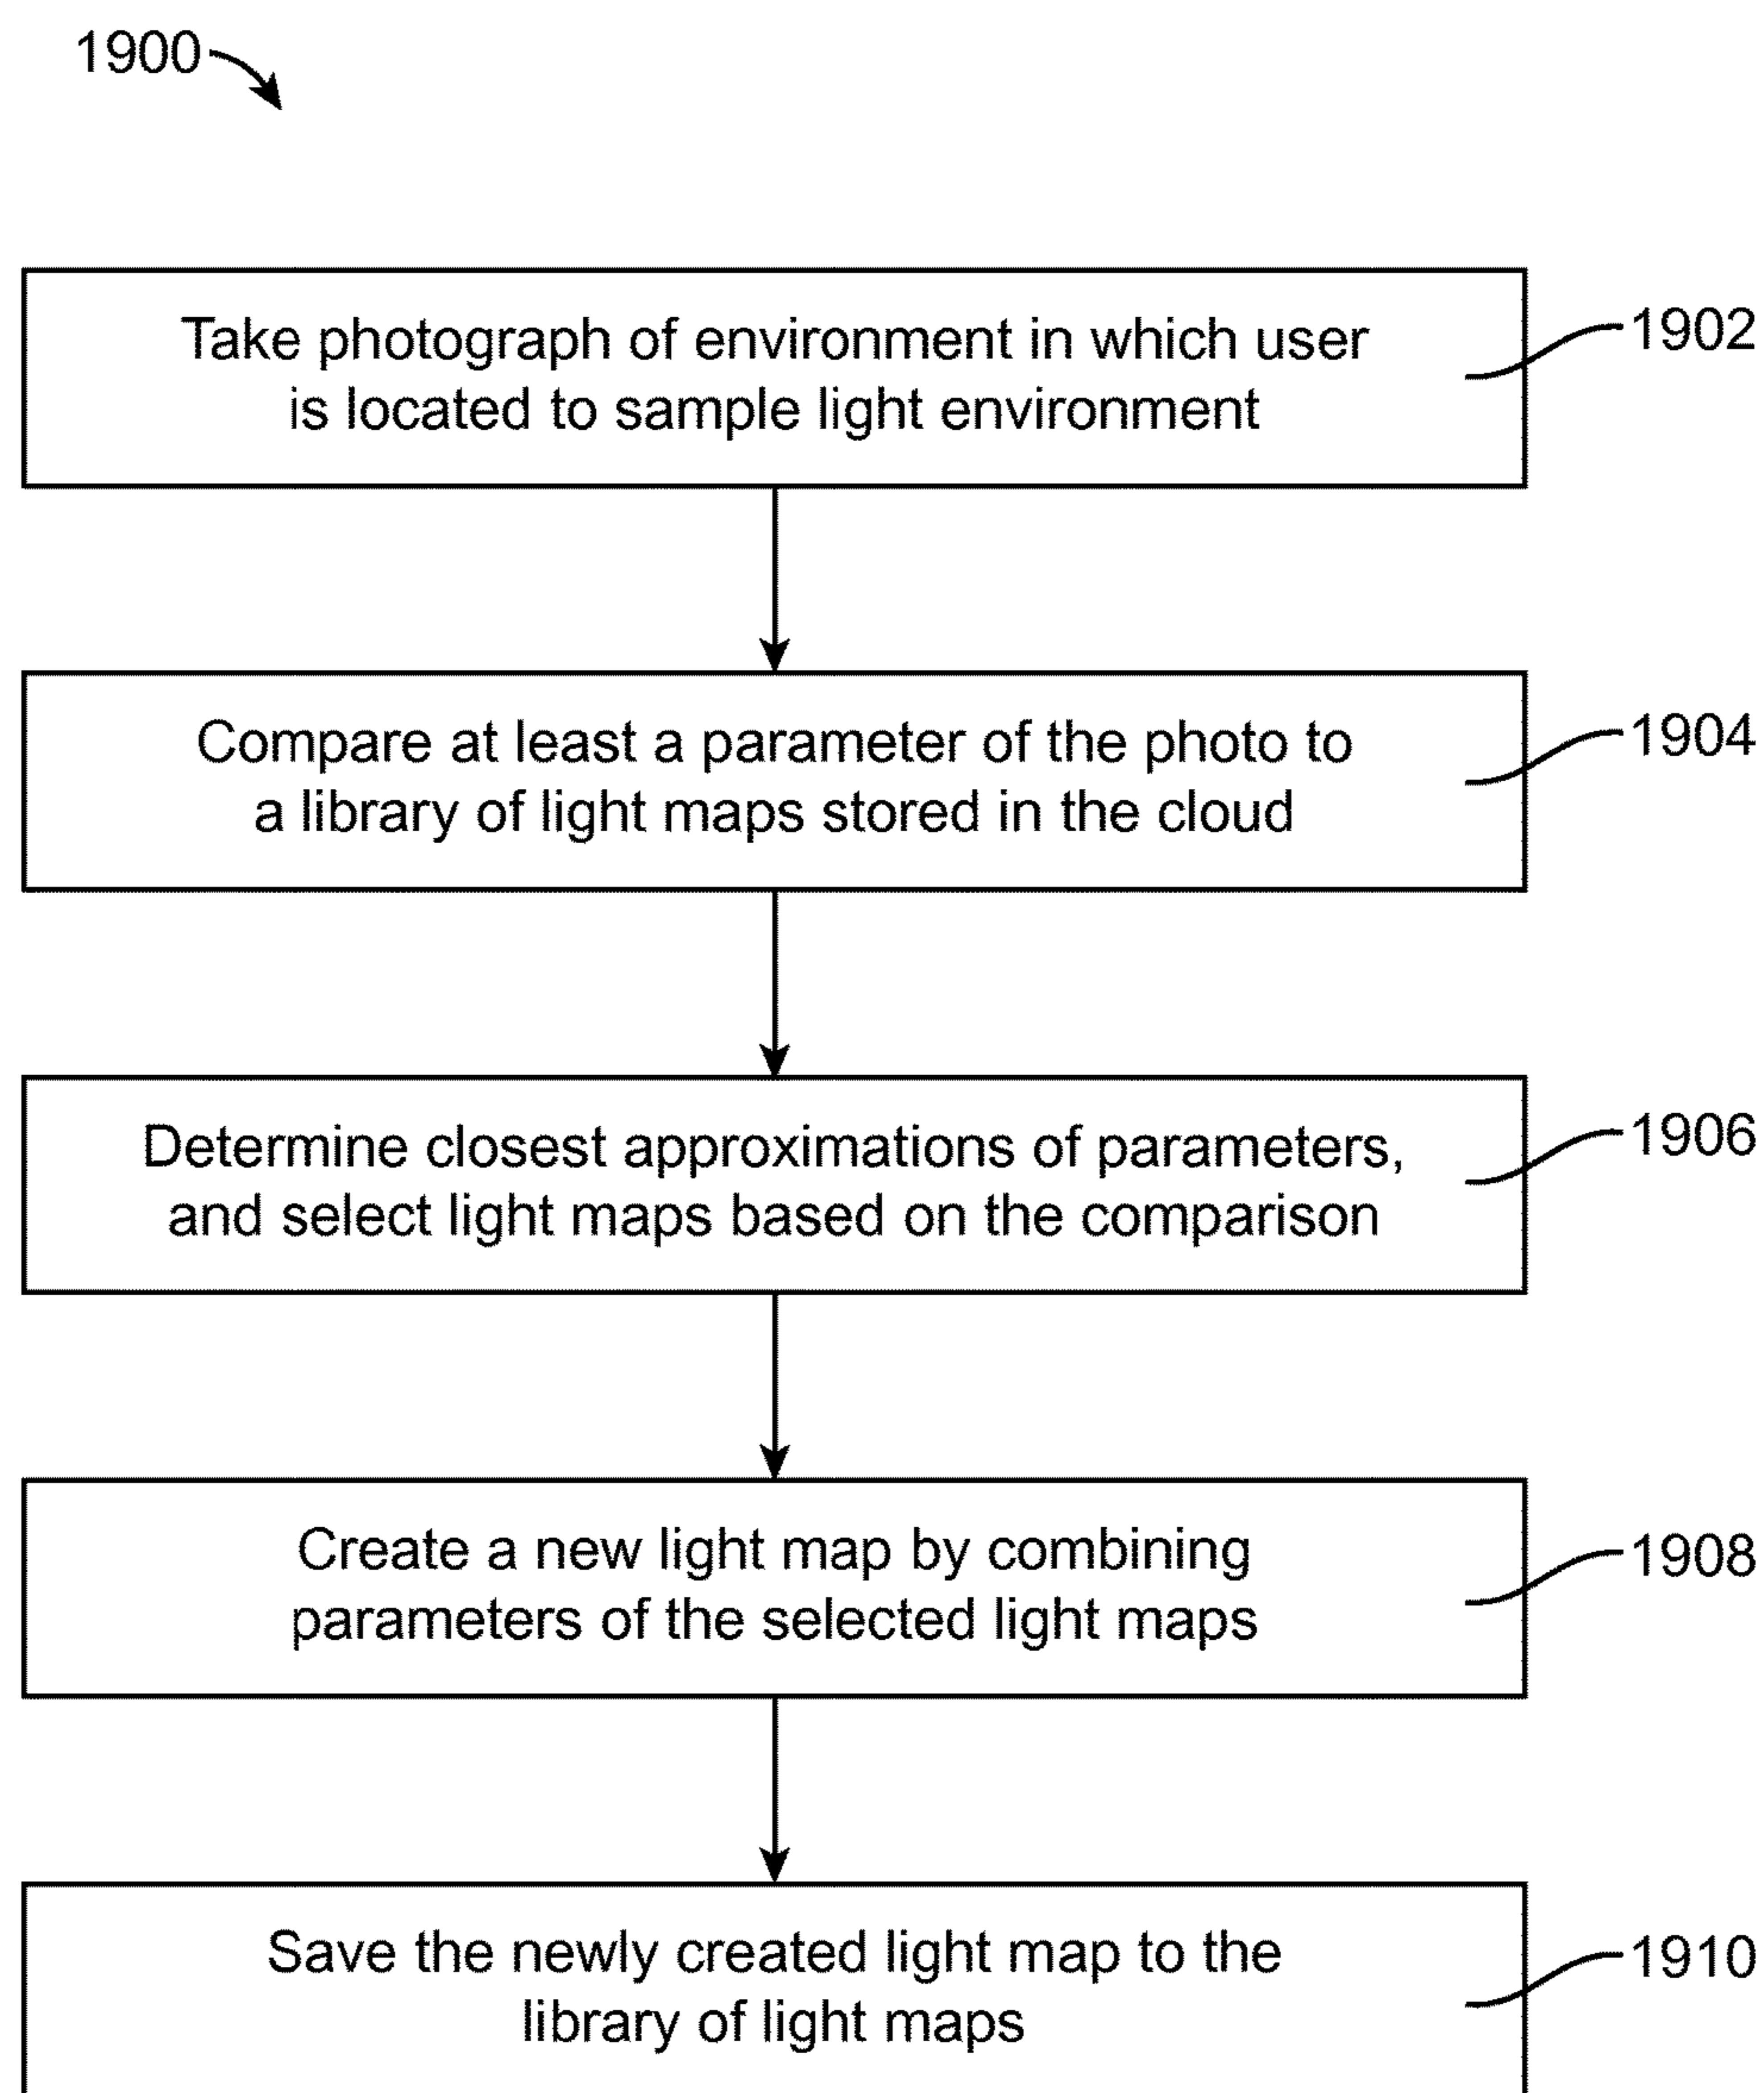 1900
Take photograph of environment in which user
is located to sample light environment
1902
Compare at least a parameter of the photo to
a library of light maps stored in the cloud
1904
Determine closest approximations of parameters,
and select light maps based on the comparison
1906
Create a new light map by combining
parameters of the selected light maps
1908
Save the newly created light map to the
library of light maps
1910